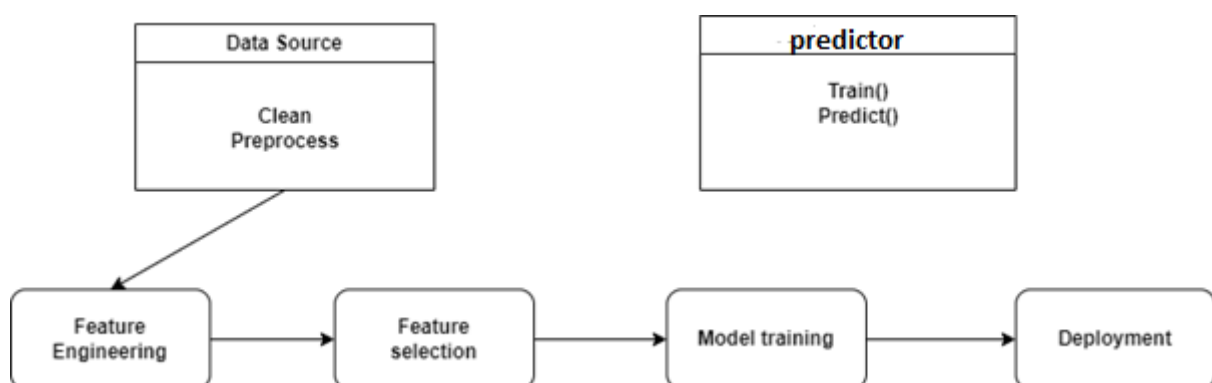 Data Source
Clean
Preprocess
predictor
Train()
Predict()
Feature
Engineering
Feature
selection
Model training
Deployment